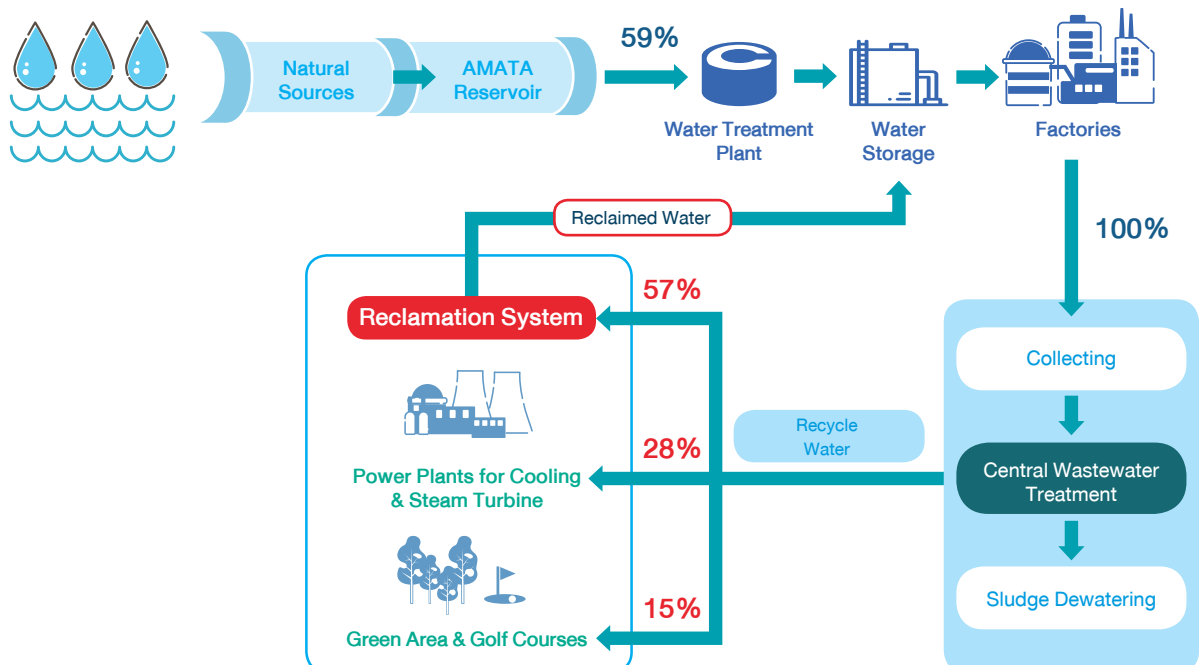 Natural
Sources
AMATA
Reservoir
59%
Water Treatment
Plant
Water
Storage
Factories
Reclaimed Water
100%
57%
Reclamation System
Collecting
Recycle
Water
28%
Power Plants for Cooling
& Steam Turbine
Central Wastewater
Treatment
Sludge Dewatering
15%
Green Area & Golf Courses